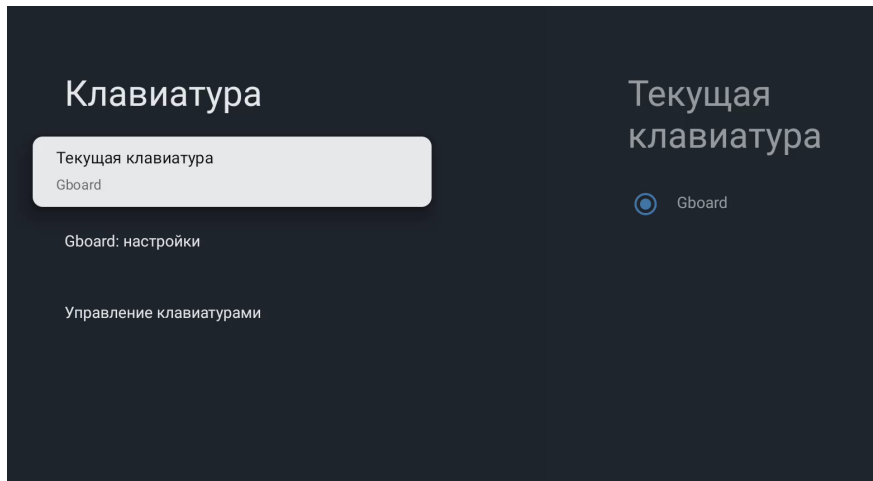 Клавиатура
Текущая клавиатура
Gboard
Gboard: настройки
Управление клавиатурами
Текущая
клавиатура
Gboard